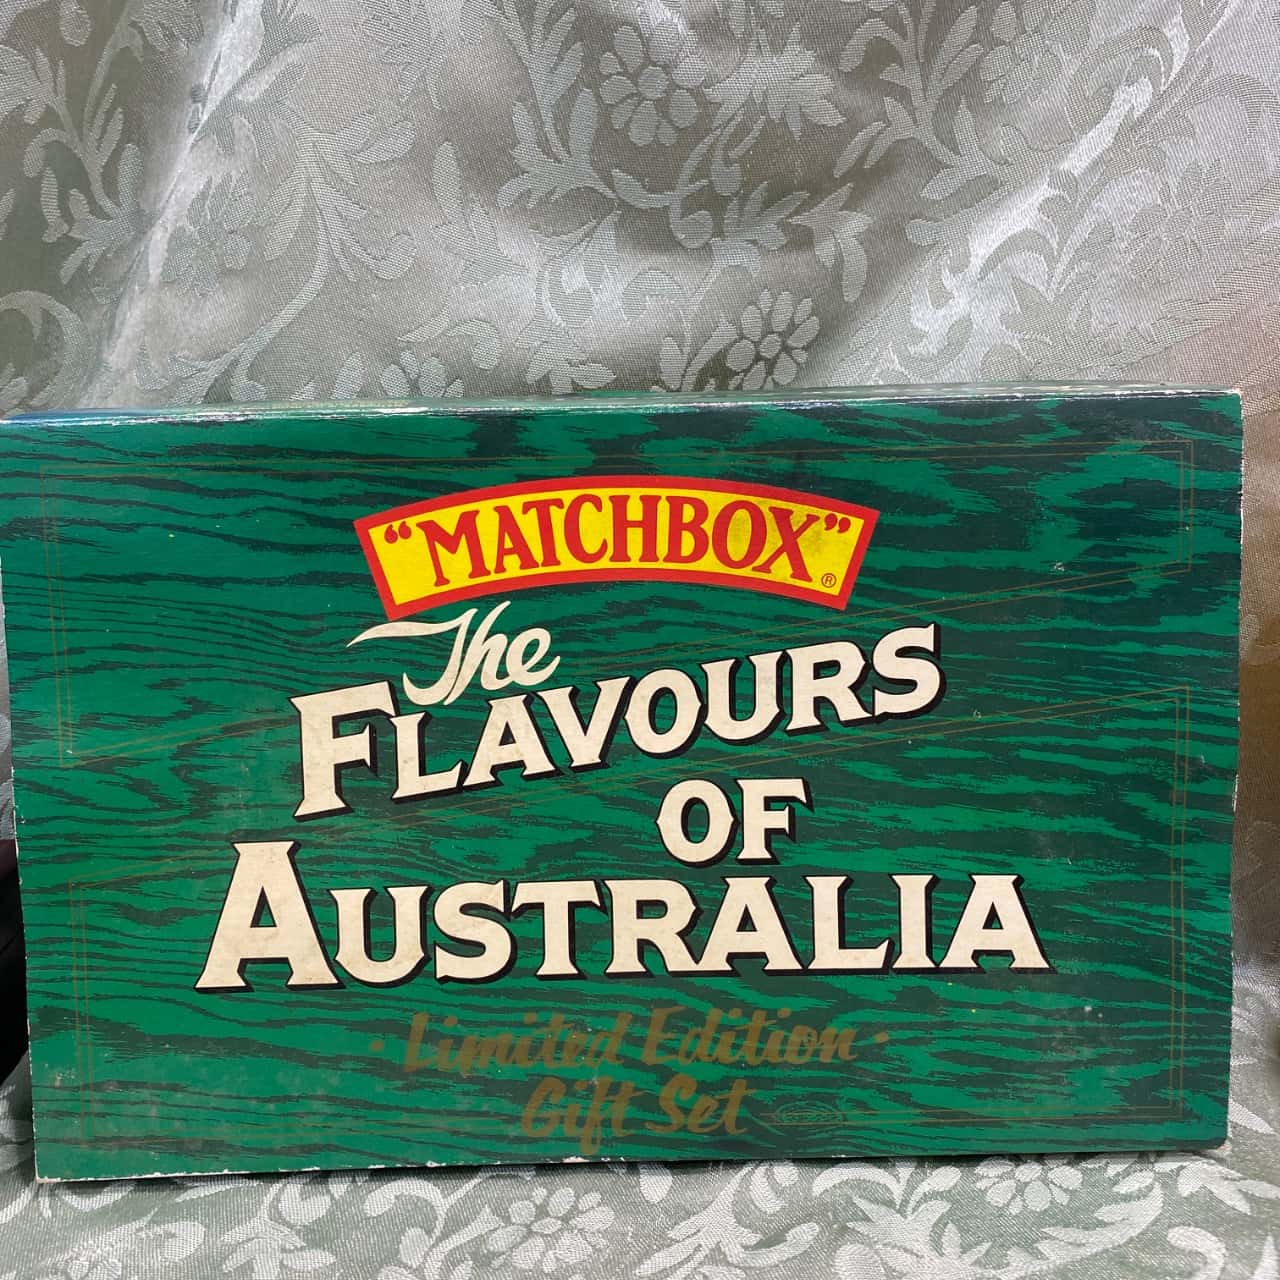 "MATCHBOX"®
The
FLAVOURS
OF
AUSTRALIA
· Limited Edition ·
Gift Set